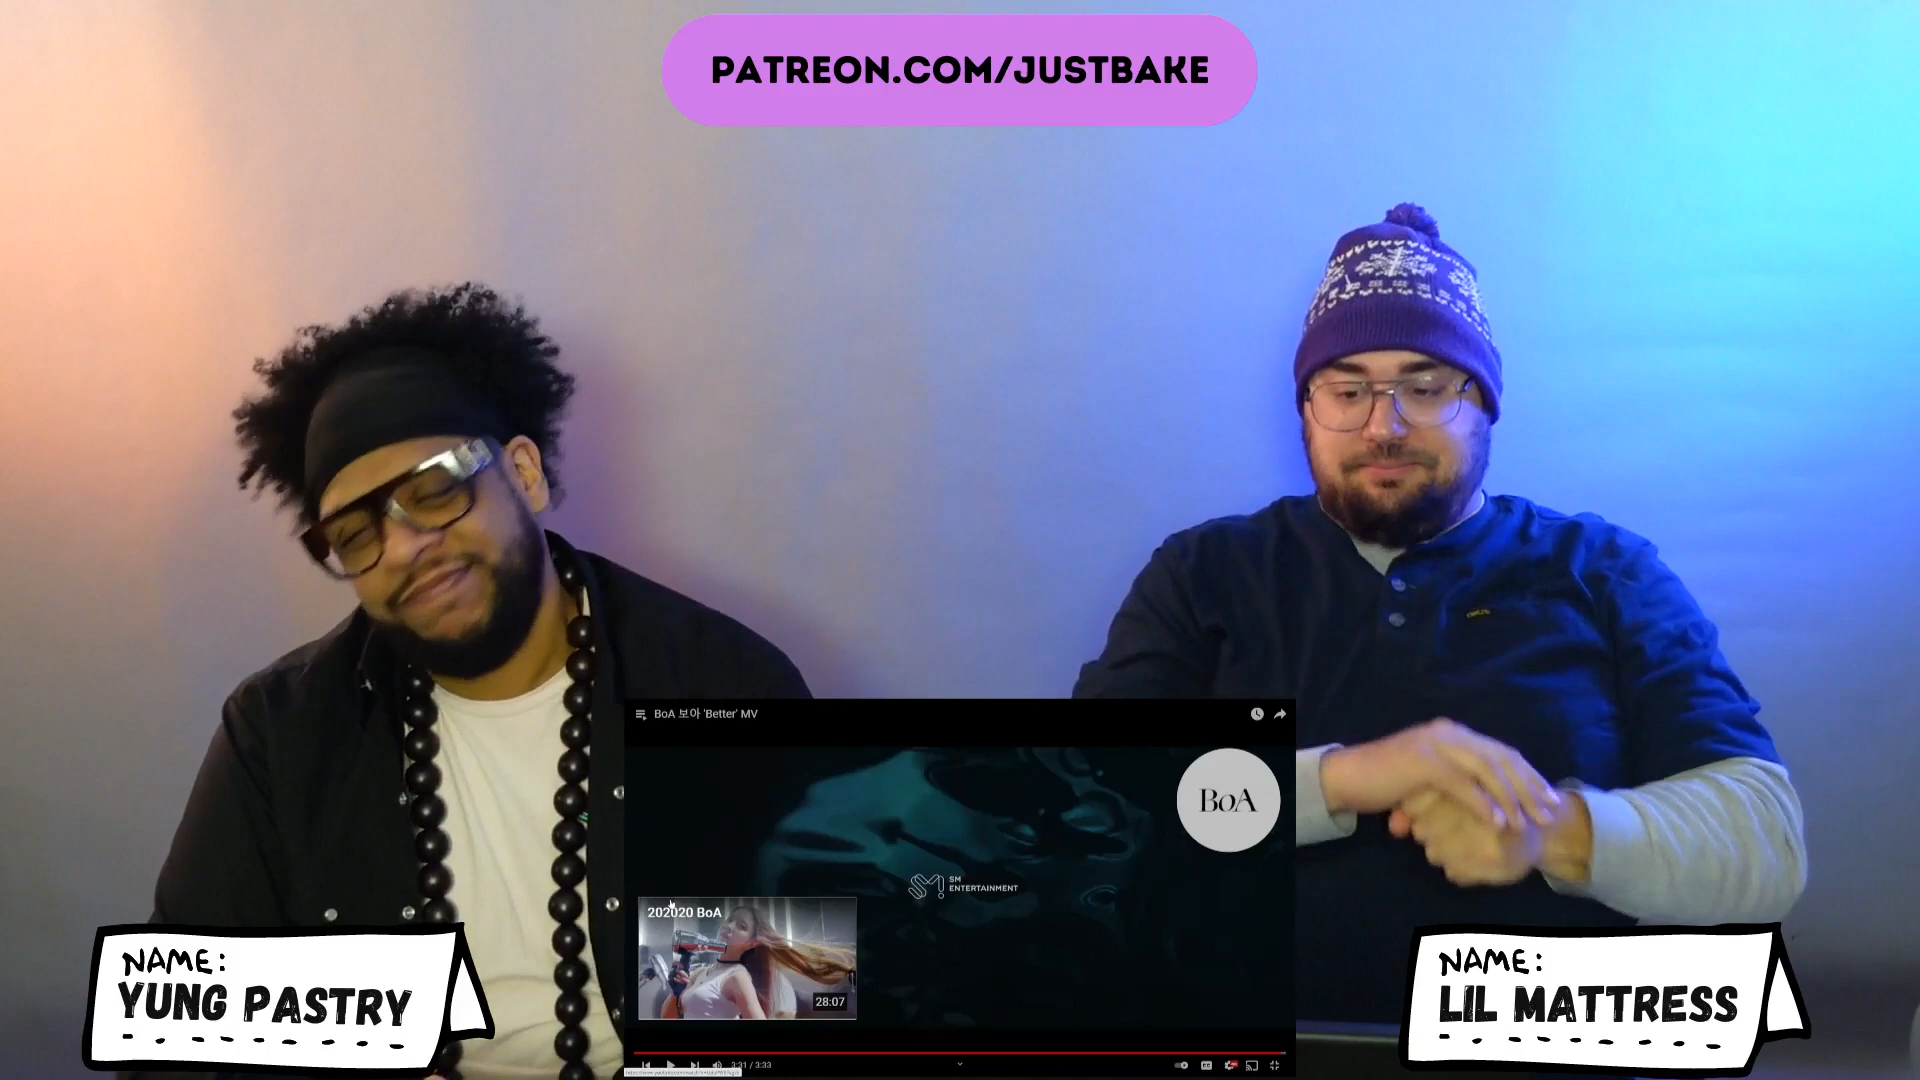 PATREON.COM/JUSTBAKE
BoA 보아 'Better' MV
BoA
SM
ENTERTAINMENT
202020 BoA
28:07
3:31 / 3:33
NAME:
YUNG PASTRY
NAME:
LIL MATTRESS